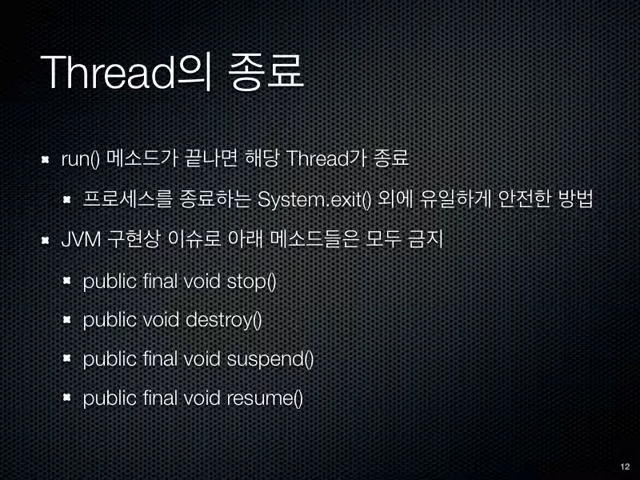 Thread의 종료
run() 메소드가 끝나면 해당 Thread가 종료
프로세스를 종료하는 System.exit() 외에 유일하게 안전한 방법
JVM 구현상 이슈로 아래 메소드들은 모두 금지
public final void stop()
public void destroy()
public final void suspend()
public final void resume()
12